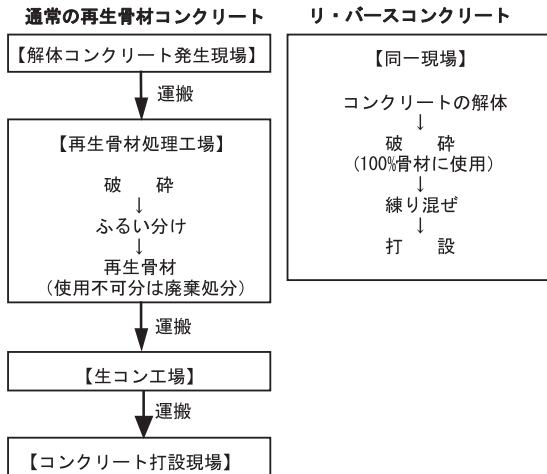 通常の再生骨材コンクリート
【解体コンクリート発生現場】
運搬
【再生骨材処理工場】
破　砕
↓
ふるい分け
↓
再生骨材
(使用不可分は廃棄処分)
運搬
【生コン工場】
運搬
【コンクリート打設現場】
リ・バースコンクリート
【同一現場】
コンクリートの解体
↓
破　砕
(100%骨材に使用)
↓
練り混ぜ
↓
打　設